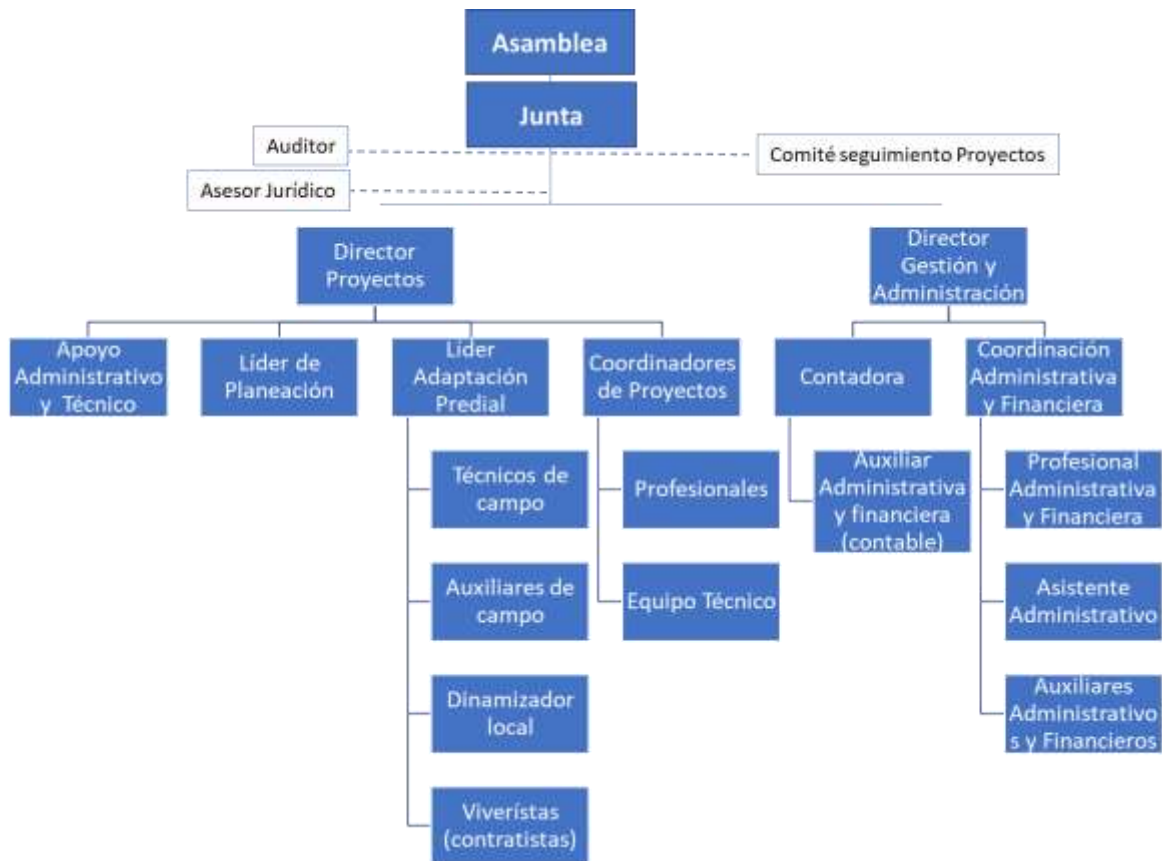 Asamblea
Junta
Auditor
Comité seguimiento Proyectos
Asesor Jurídico
Director
Proyectos
Director
Gestión y
Administración
Apoyo
Administrativo
y Técnico
Líder de
Planeación
Líder
Adaptación
Predial
Coordinadores
de Proyectos
Contadora
Coordinación
Administrativa
y Financiera
Técnicos de
campo
Profesionales
Auxiliar
Administrativa
y financiera
(contable)
Profesional
Administrativa
y Financiera
Auxiliares de
campo
Equipo Técnico
Asistente
Administrativo
Dinamizador
local
Auxiliares
Administrativo
s y Financieros
Viverístas
(contratistas)